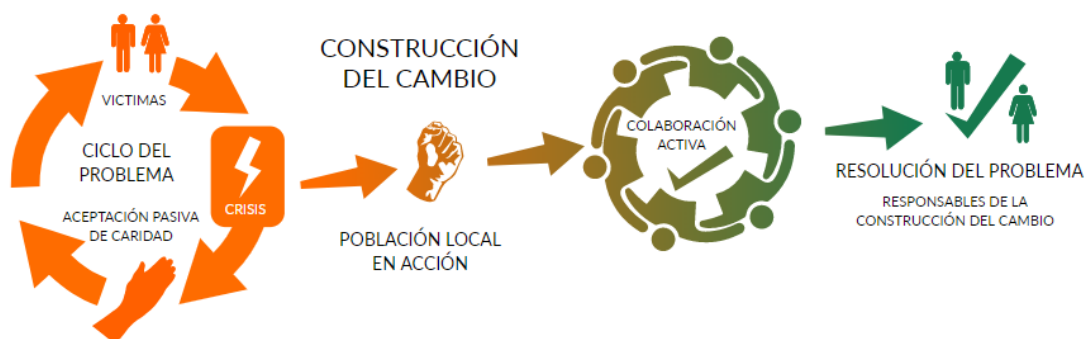 VICTIMAS
CICLO DEL
PROBLEMA
CRISIS
ACEPTACIÓN PASIVA
DE CARIDAD
CONSTRUCCIÓN
DEL CAMBIO
POBLACIÓN LOCAL
EN ACCIÓN
COLABORACIÓN
ACTIVA
RESOLUCIÓN DEL PROBLEMA
RESPONSABLES DE LA
CONSTRUCCIÓN DEL CAMBIO